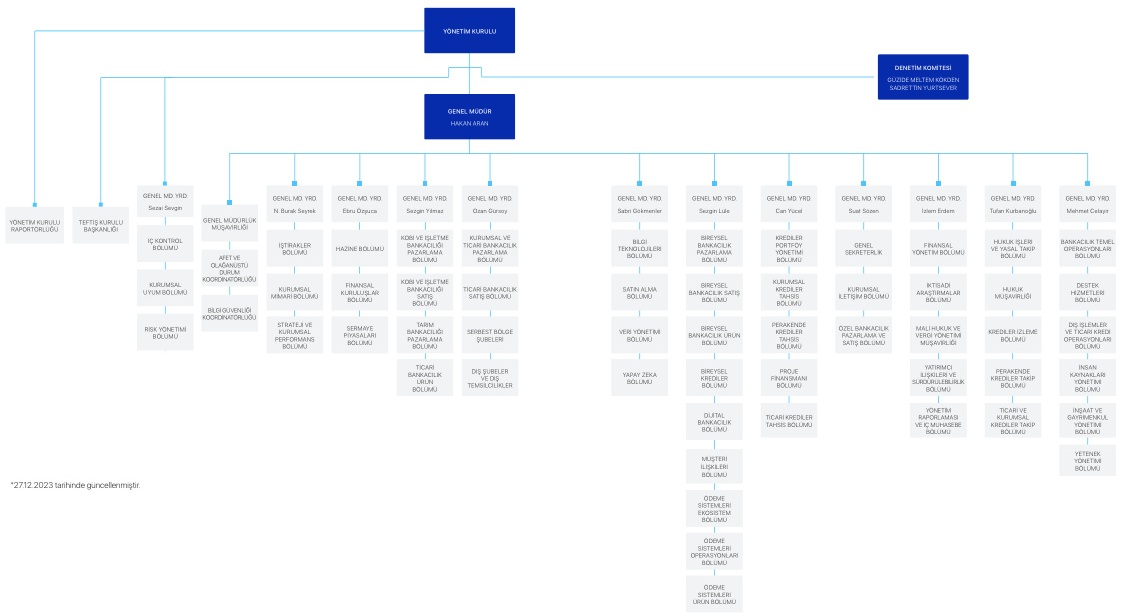 YÖNETİM KURULU
DENETİM KOMİTESİ
GÜZİDE MELTEM KÖKDEN
SADRETTİN YURTSEVER
GENEL MÜDÜR
HAKAN ARAN
YÖNETİM KURULU
RAPORTÖRLÜĞÜ
TEFTİŞ KURULU
BAŞKANLIĞI
GENEL MD. YRD.
Sezai Sevgin
İÇ KONTROL
BÖLÜMÜ
KURUMSAL
UYUM BÖLÜMÜ
RİSK YÖNETİMİ
BÖLÜMÜ
GENEL MÜDÜRLÜK
MÜŞAVİRLİĞİ
AFET VE
OLAĞANÜSTÜ
DURUM
KOORDİNATÖRLÜĞÜ
BİLGİ GÜVENLİĞİ
KOORDİNATÖRLÜĞÜ
GENEL MD. YRD.
N. Burak Seyrek
İŞTİRAKLER
BÖLÜMÜ
KURUMSAL
MİMARİ BÖLÜMÜ
STRATEJİ VE
KURUMSAL
PERFORMANS
BÖLÜMÜ
GENEL MD. YRD.
Ebru Özşuca
HAZİNE BÖLÜMÜ
FİNANSAL
KURULUŞLAR
BÖLÜMÜ
SERMAYE
PİYASALARI
BÖLÜMÜ
GENEL MD. YRD.
Sezgin Yılmaz
KOBİ VE İŞLETME
BANKACILIĞI
PAZARLAMA
BÖLÜMÜ
KOBİ VE İŞLETME
BANKACILIĞI
SATIŞ
BÖLÜMÜ
TARIM
BANKACILIĞI
PAZARLAMA
BÖLÜMÜ
TİCARİ
BANKACILIK
ÜRÜN
BÖLÜMÜ
GENEL MD. YRD.
Ozan Gürsoy
KURUMSAL VE
TİCARİ BANKACILIK
PAZARLAMA
BÖLÜMÜ
TİCARİ BANKACILIK
SATIŞ BÖLÜMÜ
SERBEST BÖLGE
ŞUBELERİ
DIŞ ŞUBELER
VE DIŞ
TEMSİLCİLİKLER
GENEL MD. YRD.
Sabri Gökmenler
BİLGİ
TEKNOLOJİLERİ
BÖLÜMÜ
SATIN ALMA
BÖLÜMÜ
VERİ YÖNETİMİ
BÖLÜMÜ
YAPAY ZEKA
BÖLÜMÜ
GENEL MD. YRD.
Sezgin Lüle
BİREYSEL
BANKACILIK
PAZARLAMA
BÖLÜMÜ
BİREYSEL
BANKACILIK SATIŞ
BÖLÜMÜ
BİREYSEL
BANKACILIK ÜRÜN
BÖLÜMÜ
BİREYSEL
KREDİLER
BÖLÜMÜ
DİJİTAL
BANKACILIK
BÖLÜMÜ
MÜŞTERİ
İLİŞKİLERİ
BÖLÜMÜ
ÖDEME
SİSTEMLERİ
EKOSİSTEM
BÖLÜMÜ
ÖDEME
SİSTEMLERİ
OPERASYONLARI
BÖLÜMÜ
ÖDEME
SİSTEMLERİ
ÜRÜN BÖLÜMÜ
GENEL MD. YRD.
Can Yücel
KREDİLER
PORTFÖY
YÖNETİMİ
BÖLÜMÜ
KURUMSAL
KREDİLER
TAHSİS
BÖLÜMÜ
PERAKENDE
KREDİLER
TAHSİS
BÖLÜMÜ
PROJE
FİNANSMANI
BÖLÜMÜ
TİCARİ KREDİLER
TAHSİS BÖLÜMÜ
GENEL MD. YRD.
Suat Sözen
GENEL
SEKRETERLİK
KURUMSAL
İLETİŞİM BÖLÜMÜ
ÖZEL BANKACILIK
PAZARLAMA VE
SATIŞ BÖLÜMÜ
GENEL MD. YRD.
İzlem Erdem
FİNANSAL
YÖNETİM BÖLÜMÜ
İKTİSADİ
ARAŞTIRMALAR
BÖLÜMÜ
MALİ HUKUK VE
VERGİ YÖNETİMİ
MÜŞAVİRLİĞİ
YATIRIMCI
İLİŞKİLERİ VE
SÜRDÜRÜLEBİLİRLİK
BÖLÜMÜ
YÖNETİM
RAPORLAMASI
VE İÇ MUHASEBE
BÖLÜMÜ
GENEL MD. YRD.
Tufan Kurbanoğlu
HUKUK İŞLERİ
VE YASAL TAKİP
BÖLÜMÜ
HUKUK
MÜŞAVİRLİĞİ
KREDİLER İZLEME
BÖLÜMÜ
PERAKENDE
KREDİLER TAKİP
BÖLÜMÜ
TİCARİ VE
KURUMSAL
KREDİLER TAKİP
BÖLÜMÜ
GENEL MD. YRD.
Mehmet Celayir
BANKACILIK TEMEL
OPERASYONLARI
BÖLÜMÜ
DESTEK
HİZMETLERİ
BÖLÜMÜ
DIŞ İŞLEMLER
VE TİCARİ KREDİ
OPERASYONLARI
BÖLÜMÜ
İNSAN
KAYNAKLARI
YÖNETİMİ
BÖLÜMÜ
İNŞAAT VE
GAYRİMENKUL
YÖNETİMİ
BÖLÜMÜ
YETENEK
YÖNETİMİ
BÖLÜMÜ
*27.12.2023 tarihinde güncellenmiştir.